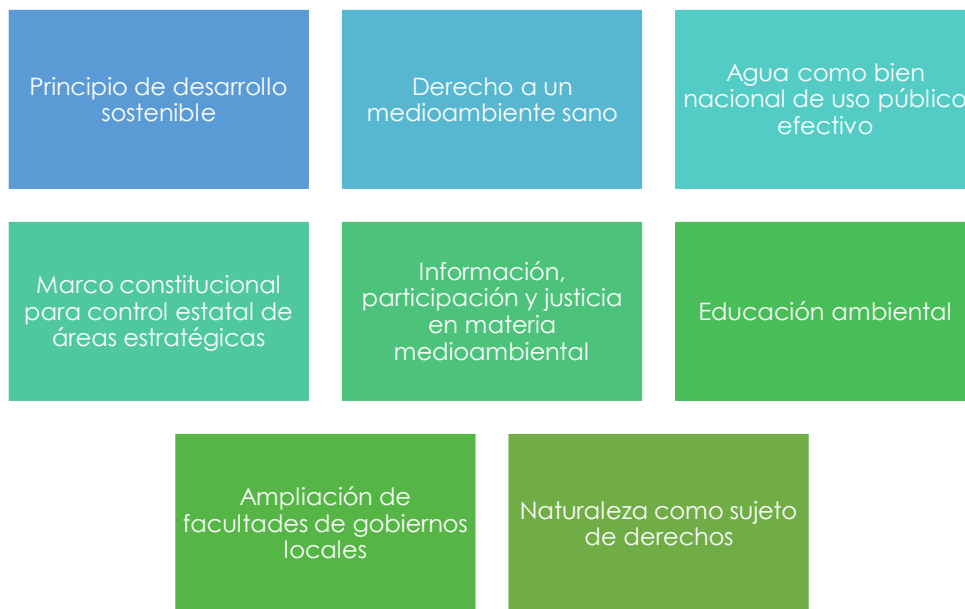 Principio de desarrollo
sostenible
Derecho a un
medioambiente sano
Agua como bien
nacional de uso público
efectivo
Marco constitucional
para control estatal de
áreas estratégicas
Información,
participación y justicia
en materia
medioambiental
Educación ambiental
Ampliación de
facultades de gobiernos
locales
Naturaleza como sujeto
de derechos